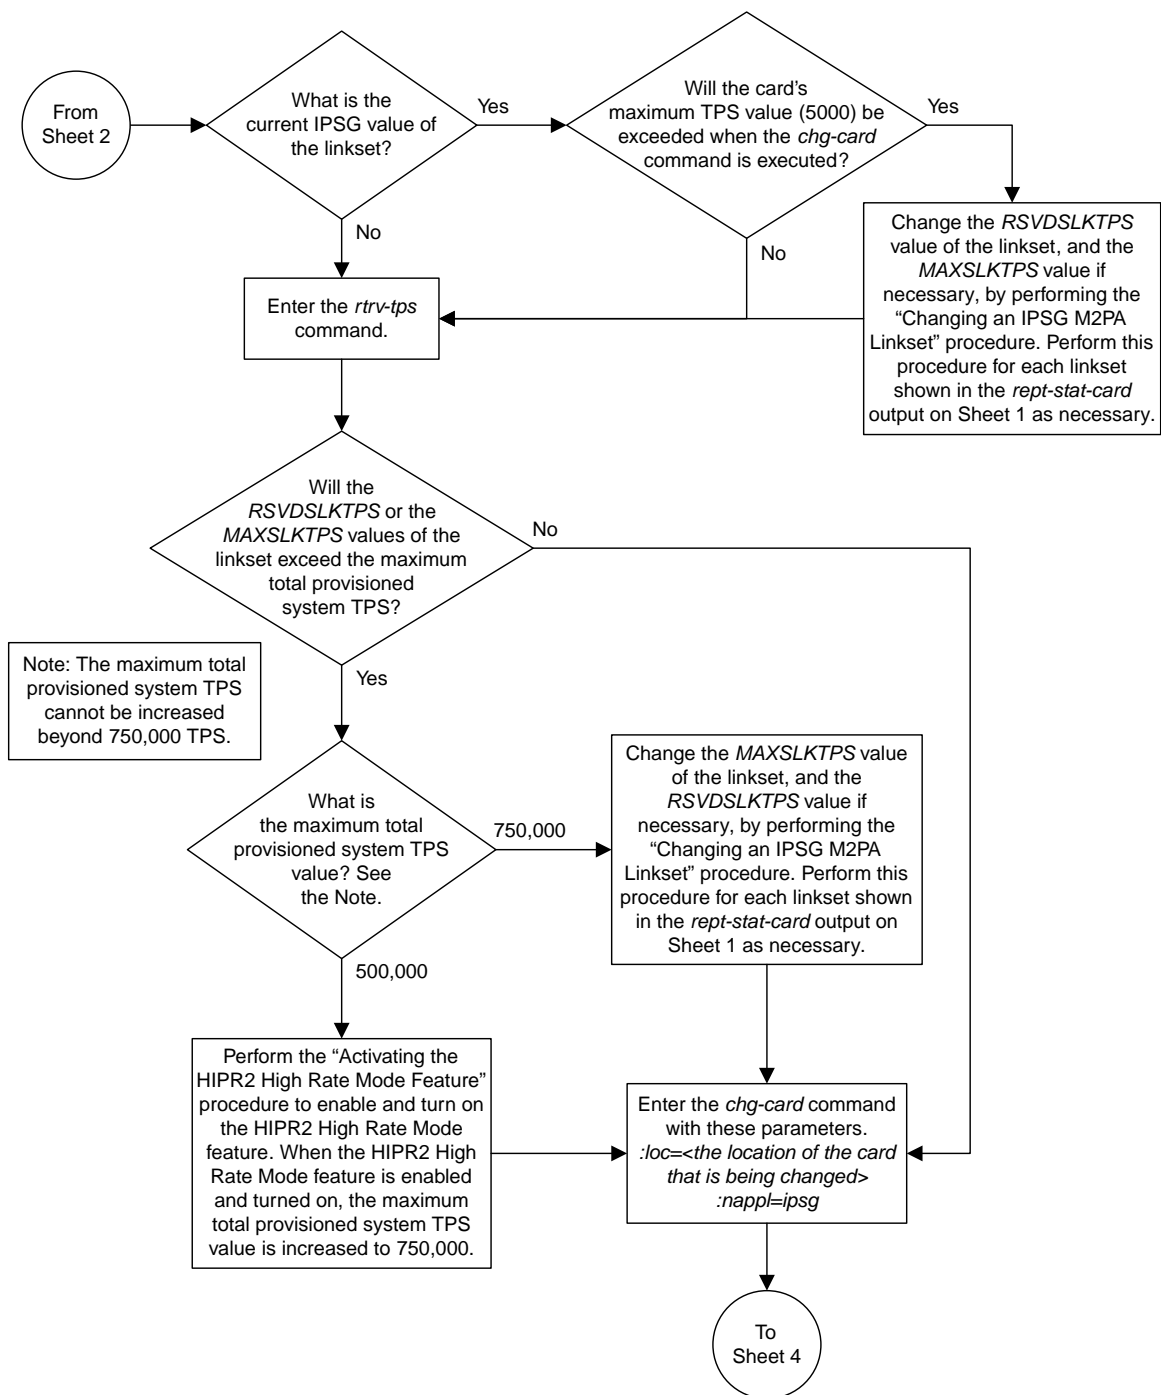 From
Sheet 2
What is the
current IPSG value of
the linkset?
Yes
No
Will the card's
maximum TPS value (5000) be
exceeded when the chg-card
command is executed?
Yes
No
Change the RSVDSLKTPS
value of the linkset, and the
MAXSLKTPS value if
necessary, by performing the
“Changing an IPSG M2PA
Linkset” procedure. Perform this
procedure for each linkset
shown in the rept-stat-card
output on Sheet 1 as necessary.
Enter the rtrv-tps
command.
Will the
RSVDSLKTPS or the
MAXSLKTPS values of the
linkset exceed the maximum
total provisioned
system TPS?
No
Yes
Note: The maximum total
provisioned system TPS
cannot be increased
beyond 750,000 TPS.
What is
the maximum total
provisioned system TPS
value? See
the Note.
750,000
500,000
Change the MAXSLKTPS value
of the linkset, and the
RSVDSLKTPS value if
necessary, by performing the
“Changing an IPSG M2PA
Linkset” procedure. Perform this
procedure for each linkset shown
in the rept-stat-card output on
Sheet 1 as necessary.
Perform the “Activating the
HIPR2 High Rate Mode Feature”
procedure to enable and turn on
the HIPR2 High Rate Mode
feature. When the HIPR2 High
Rate Mode feature is enabled
and turned on, the maximum
total provisioned system TPS
value is increased to 750,000.
Enter the chg-card command
with these parameters.
:loc=<the location of the card
that is being changed>
:nappl=ipsg
To
Sheet 4